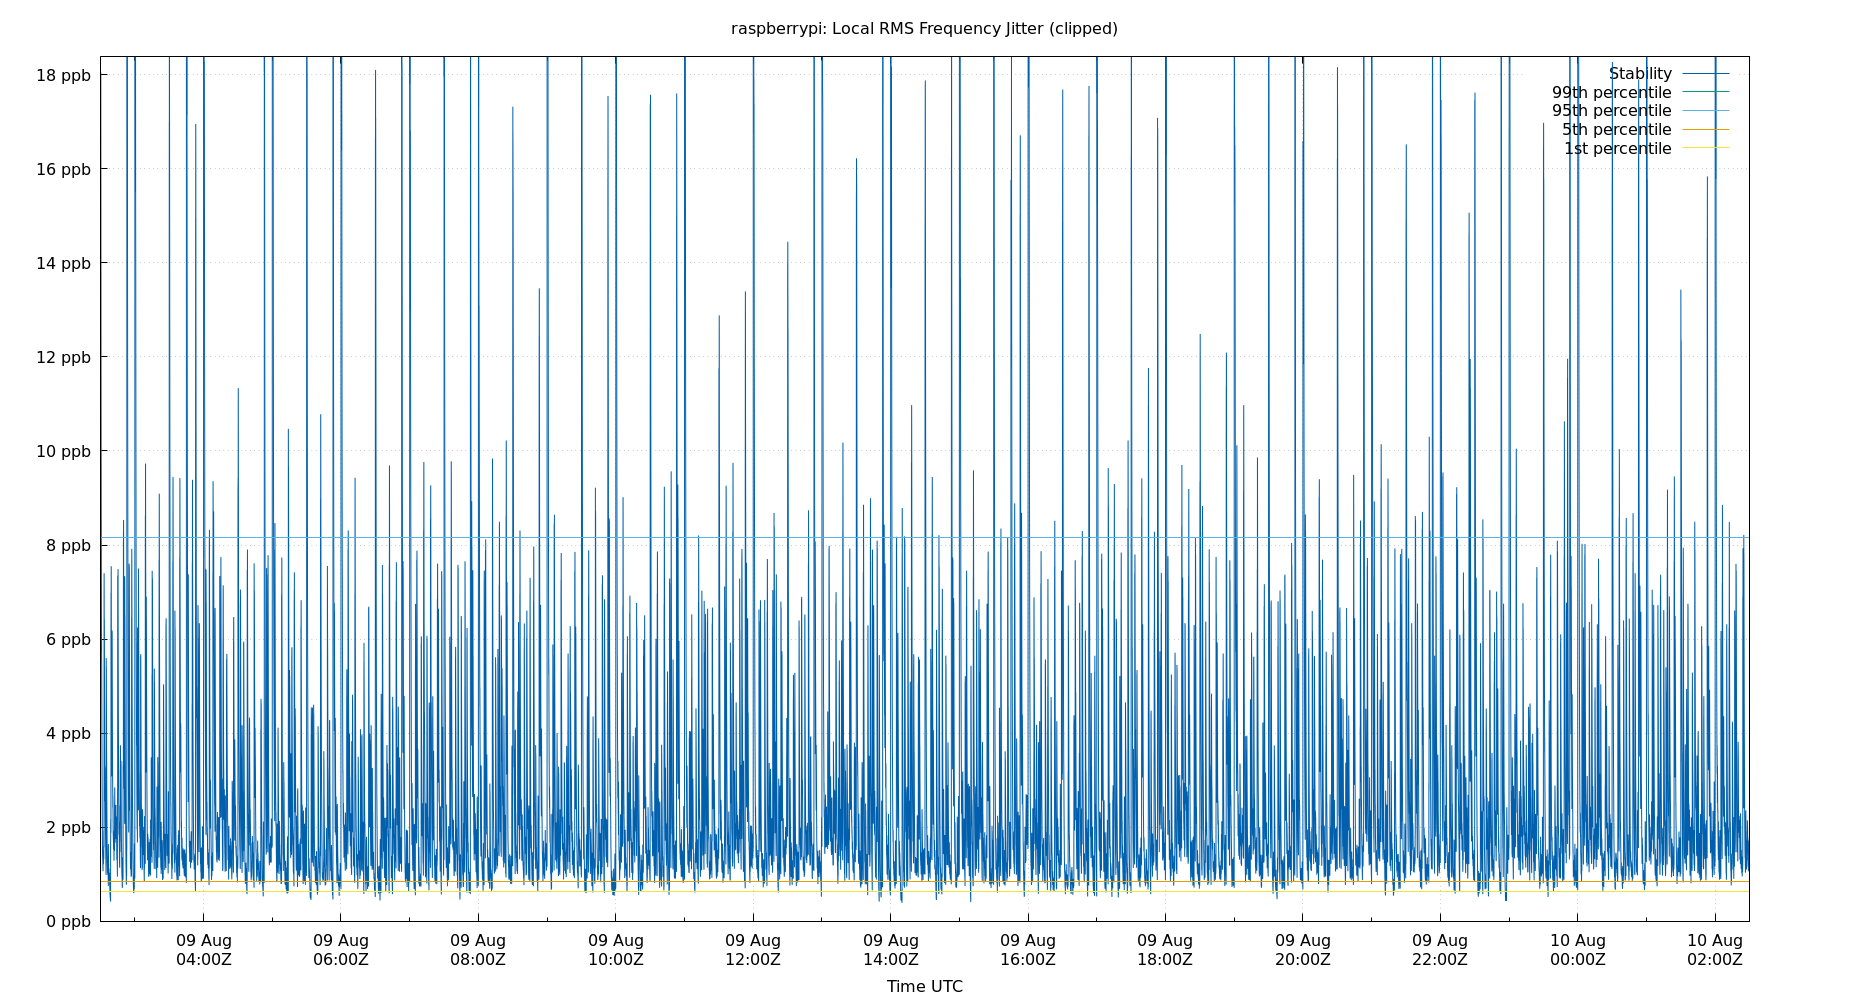 raspberrypi: Local RMS Frequency Jitter (clipped)
18 ppb
16 ppb
14 ppb
12 ppb
10 ppb
8 ppb
6 ppb
4 ppb
2 ppb
0 ppb
Stability
99th percentile
95th percentile
5th percentile
1st percentile
09 Aug 09 Aug 09 Aug 09 Aug 09 Aug 09 Aug 09 Aug 09 Aug 09 Aug 09 Aug 10 Aug 10 Aug
04:00Z 06:00Z 08:00Z 10:00Z 12:00Z 14:00Z 16:00Z 18:00Z 20:00Z 22:00Z 00:00Z 02:00Z
Time UTC